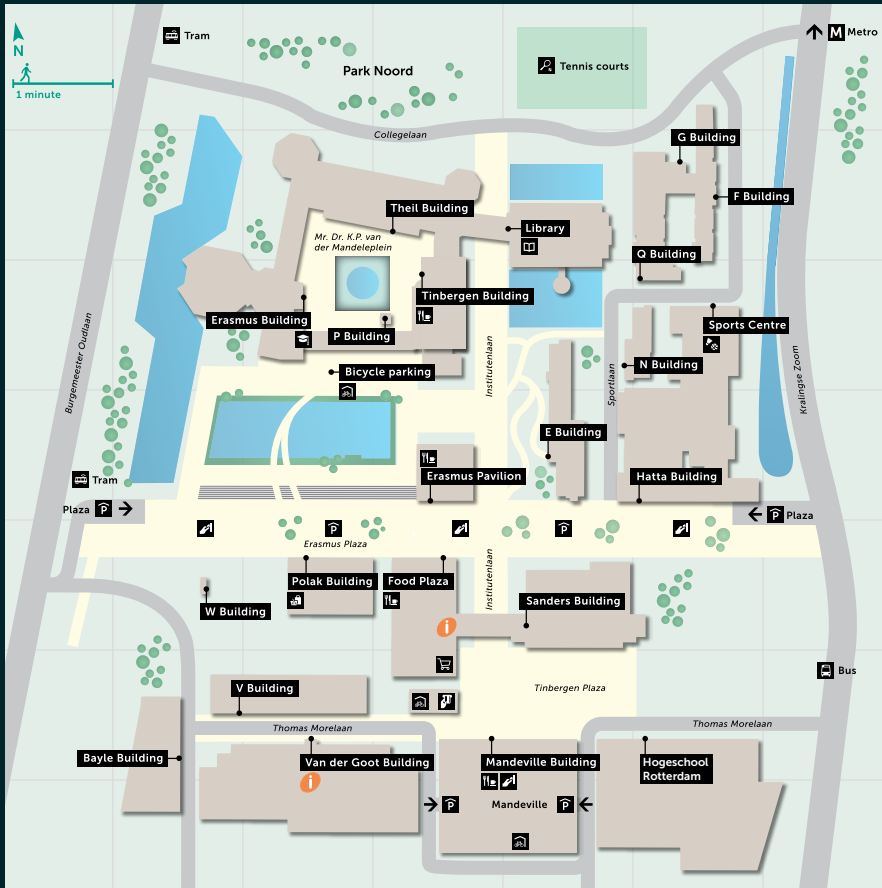 Tram
M Metro
N
Park Noord
Tennis courts
1 minute
Collegelaan
G Building
F Building
Theil Building
Library
Mr. Dr. K.P. van
der Mandeleplein
Q Building
Tinbergen Building
Erasmus Building
P Building
Sports Centre
Burgemeester Oudlaan
Bicycle parking
Institutenlaan
Sportlaan
N Building
Kralingse Zoom
E Building
Erasmus Pavilion
Hatta Building
Tram
Plaza P
P Plaza
P
P
Erasmus Plaza
Institutenlaan
Polak Building
Food Plaza
W Building
Sanders Building
i
Bus
V Building
Tinbergen Plaza
Thomas Morelaan
Thomas Morelaan
Bayle Building
Van der Goot Building
Mandeville Building
Hogeschool
Rotterdam
i
P Mandeville P